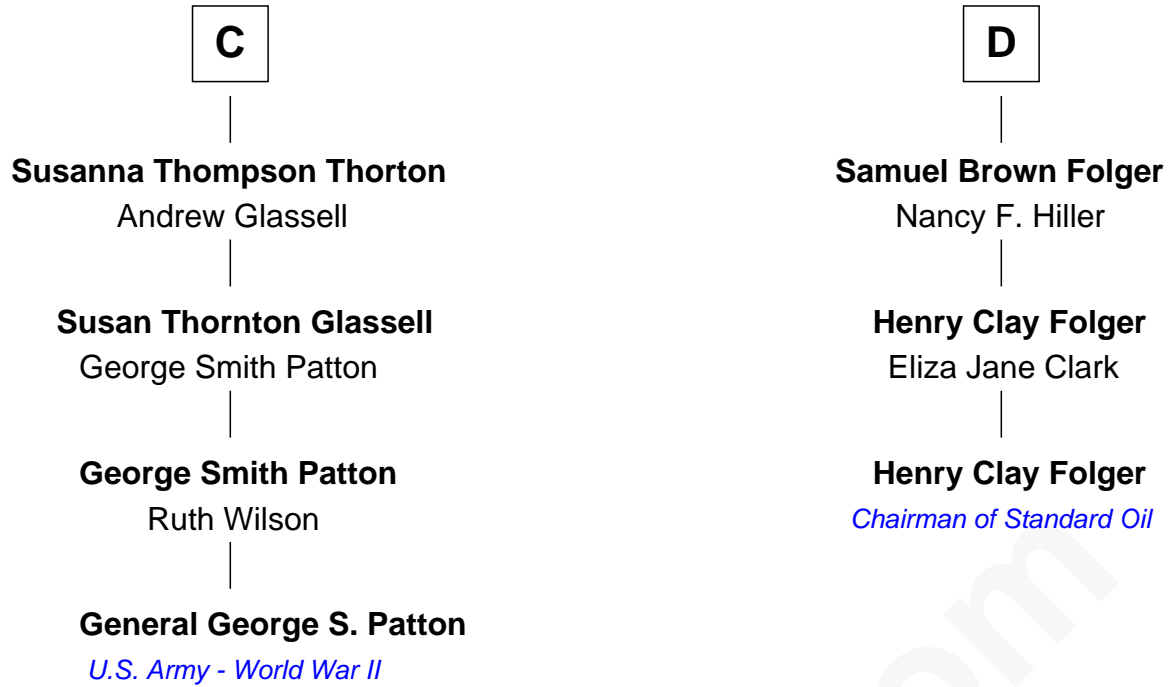 C
Susanna Thompson Thorton
Andrew Glassell
Susan Thornton Glassell
George Smith Patton
George Smith Patton
Ruth Wilson
General George S. Patton
U.S. Army - World War II
D
Samuel Brown Folger
Nancy F. Hiller
Henry Clay Folger
Eliza Jane Clark
Henry Clay Folger
Chairman of Standard Oil
om